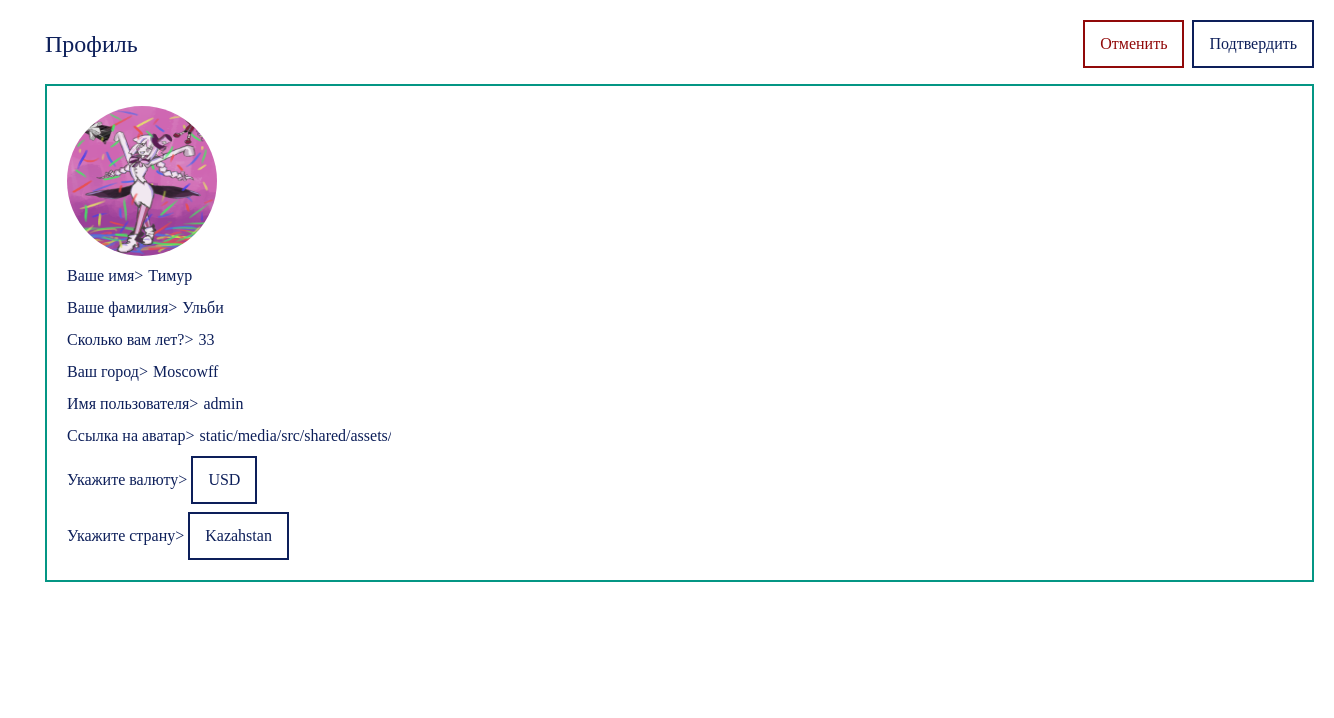 Профиль
Отменить
Подтвердить
Ваше имя> Тимур
Ваше фамилия> Ульби
Сколько вам лет?> 33
Ваш город> Moscowff
Имя пользователя> admin
Ссылка на аватар> static/media/src/shared/assets/
Укажите валюту> USD
Укажите страну> Kazahstan